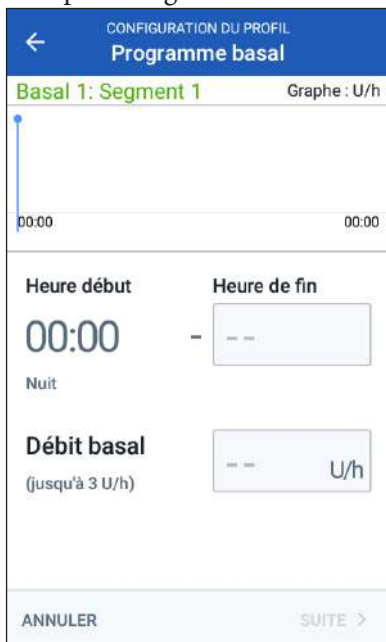 CONFIGURATION DU PROFIL
Programme basal
Basal 1: Segment 1 Graphe : U/h
00:00 00:00
Heure début Heure de fin
00:00 - --
Nuit
Débit basal
(jusqu'à 3 U/h) -- U/h
ANNULER SUITE >